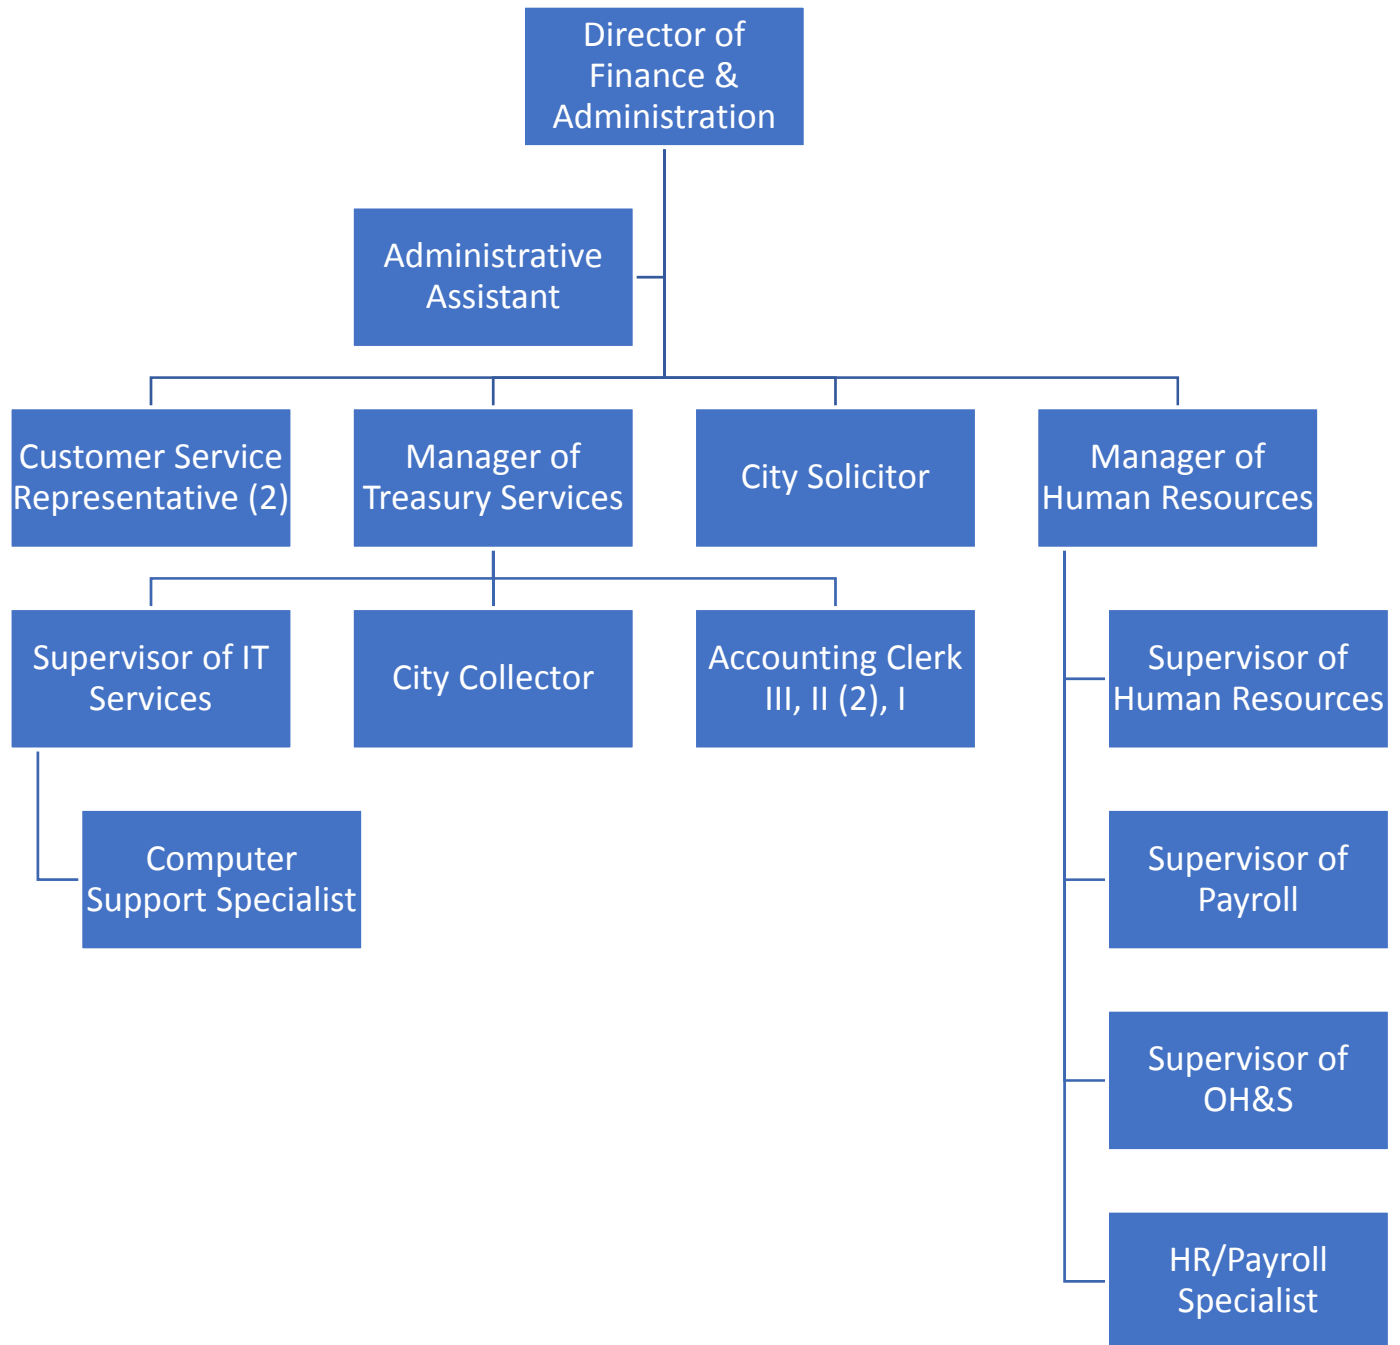 Director of
Finance &
Administration
Administrative
Assistant
Customer Service
Representative (2)
Manager of
Treasury Services
City Solicitor
Manager of
Human Resources
Supervisor of IT
Services
City Collector
Accounting Clerk
III, II (2), I
Supervisor of
Human Resources
Computer
Support Specialist
Supervisor of
Payroll
Supervisor of
OH&S
HR/Payroll
Specialist